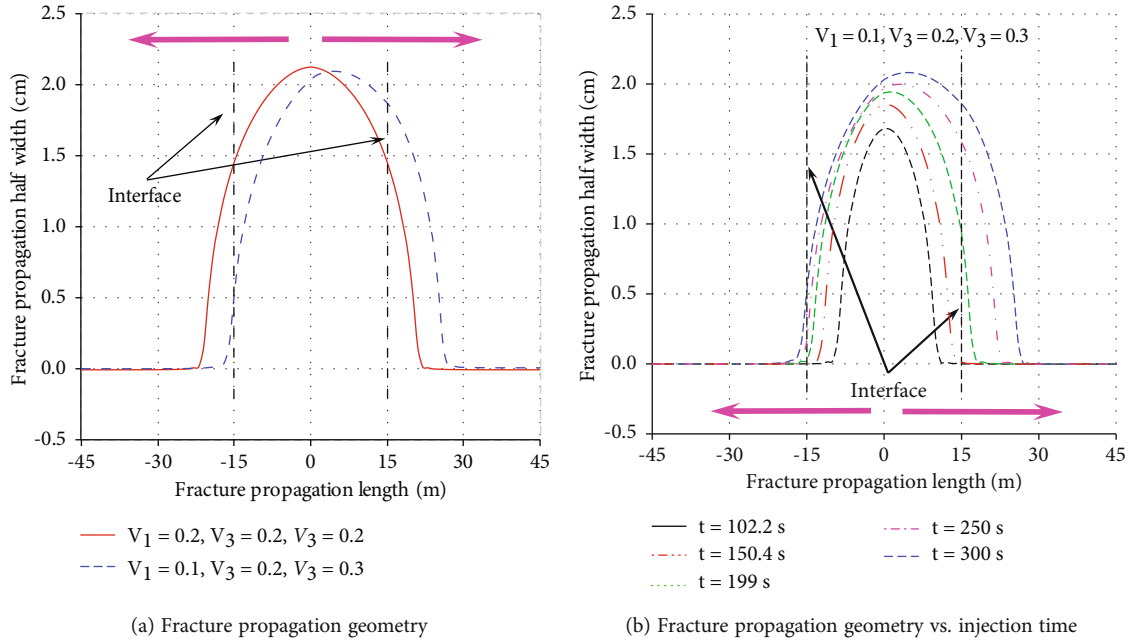 2.5
2.0
1.5
1.0
0.5
0.0
-0.5
Fracture propagation half width (cm)
Interface
-45
-30
-15
0
15
30
45
Fracture propagation length (m)
V1 = 0.2, V3 = 0.2, V3 = 0.2
V1 = 0.1, V3 = 0.2, V3 = 0.3
(a) Fracture propagation geometry
2.5
2.0
1.5
1.0
0.5
0.0
-0.5
Fracture propagation half width (cm)
V1 = 0.1, V3 = 0.2, V3 = 0.3
Interface
-45
-30
-15
0
15
30
45
Fracture propagation length (m)
t = 102.2 s
t = 150.4 s
t = 199 s
t = 250 s
t = 300 s
(b) Fracture propagation geometry vs. injection time